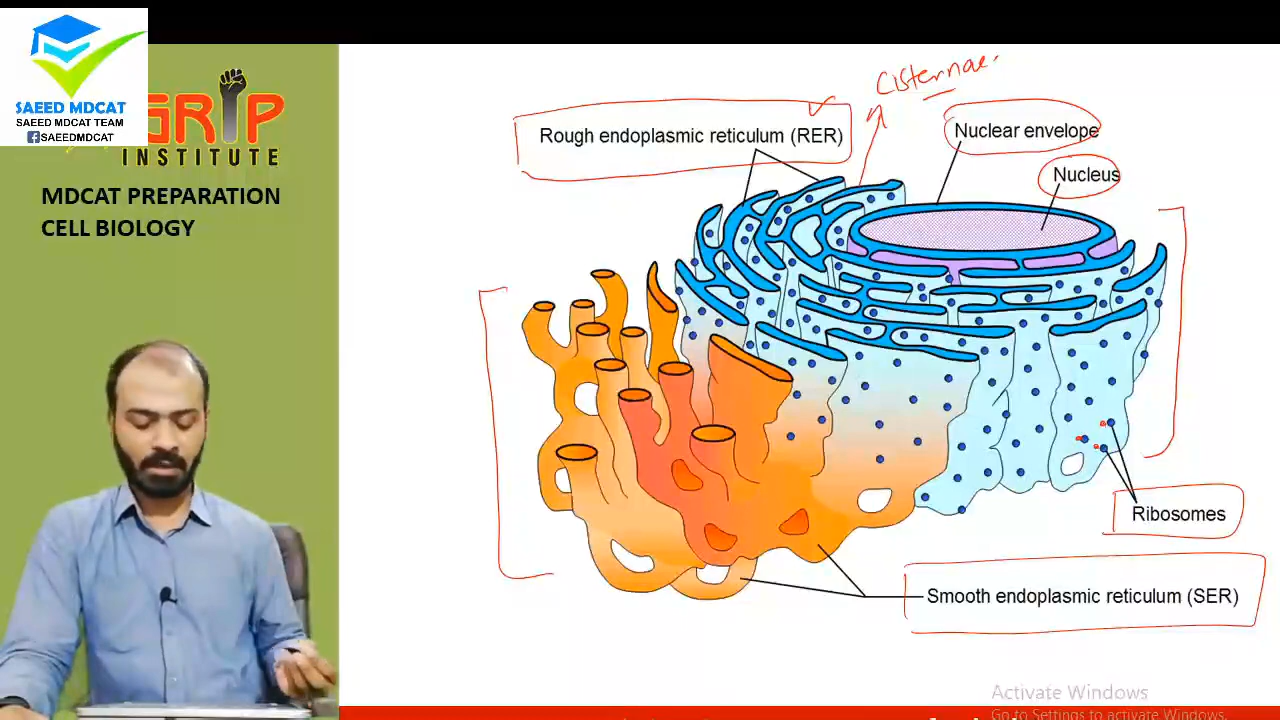 SAEED MDCAT
SAEED MDCAT TEAM
SAEEDMDCAT
GRIP
INSTITUTE
MDCAT PREPARATION
CELL BIOLOGY
Cisternae
Rough endoplasmic reticulum (RER)
Nuclear envelope
Nucleus
Ribosomes
Smooth endoplasmic reticulum (SER)
Activate Windows
Go to Settings to activate Windows.